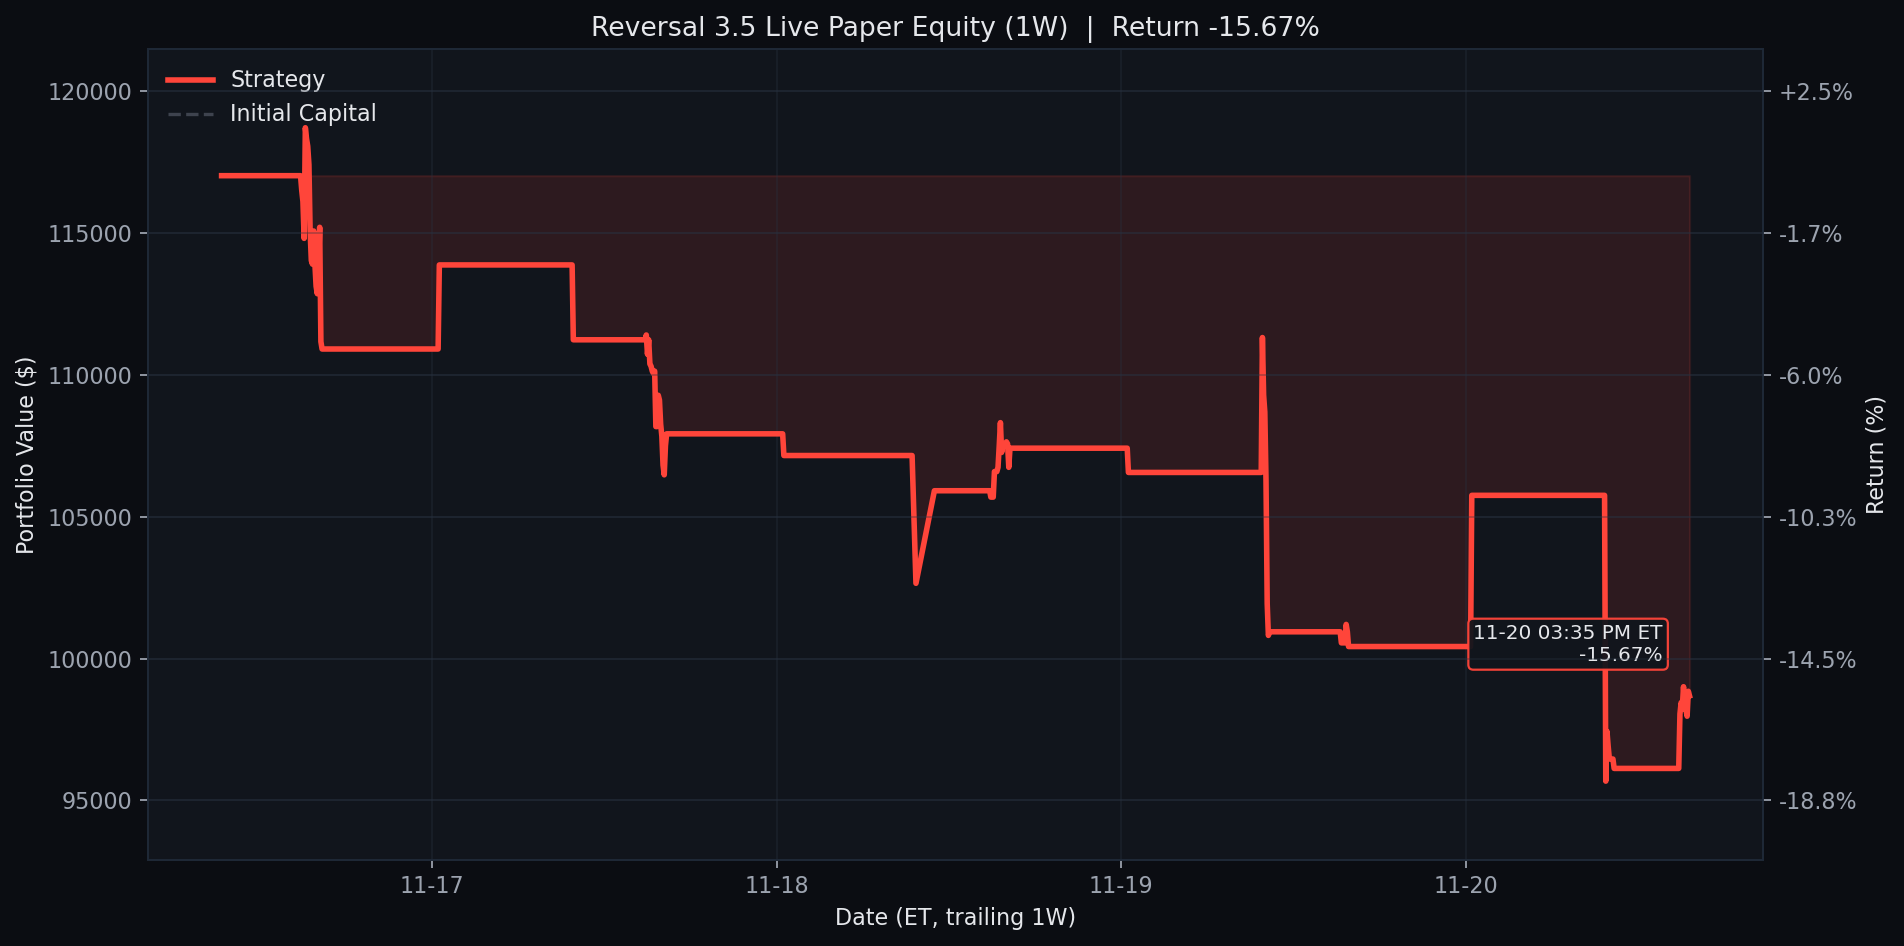 Reversal 3.5 Live Paper Equity (1W)  |  Return -15.67%
Strategy
Initial Capital
120000
115000
110000
105000
100000
95000
Portfolio Value ($)
+2.5%
-1.7%
-6.0%
-10.3%
-14.5%
-18.8%
Return (%)
11-20 03:35 PM ET
-15.67%
11-17
11-18
11-19
11-20
Date (ET, trailing 1W)